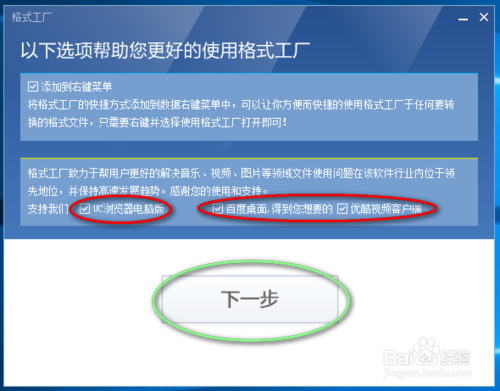 格式工厂
以下选项帮助您更好的使用格式工厂
添加到右键菜单
将格式工厂的快捷方式添加到数据右键菜单中，可以让你方便而快捷的使用格式工厂于任何要转
换的格式文件，只需要右键并选择使用格式工厂打开即可！
格式工厂致力于帮用户更好的解决音乐、视频、图片等领域文件使用问题在该软件行业内位于领
先地位，并保持高速发展趋势。感谢您的使用和支持。
支持我们 UC浏览器电脑版 百度桌面,得到您想要的 优酷视频客户端
下一步
Bai 经验
jingyan.baidu.com